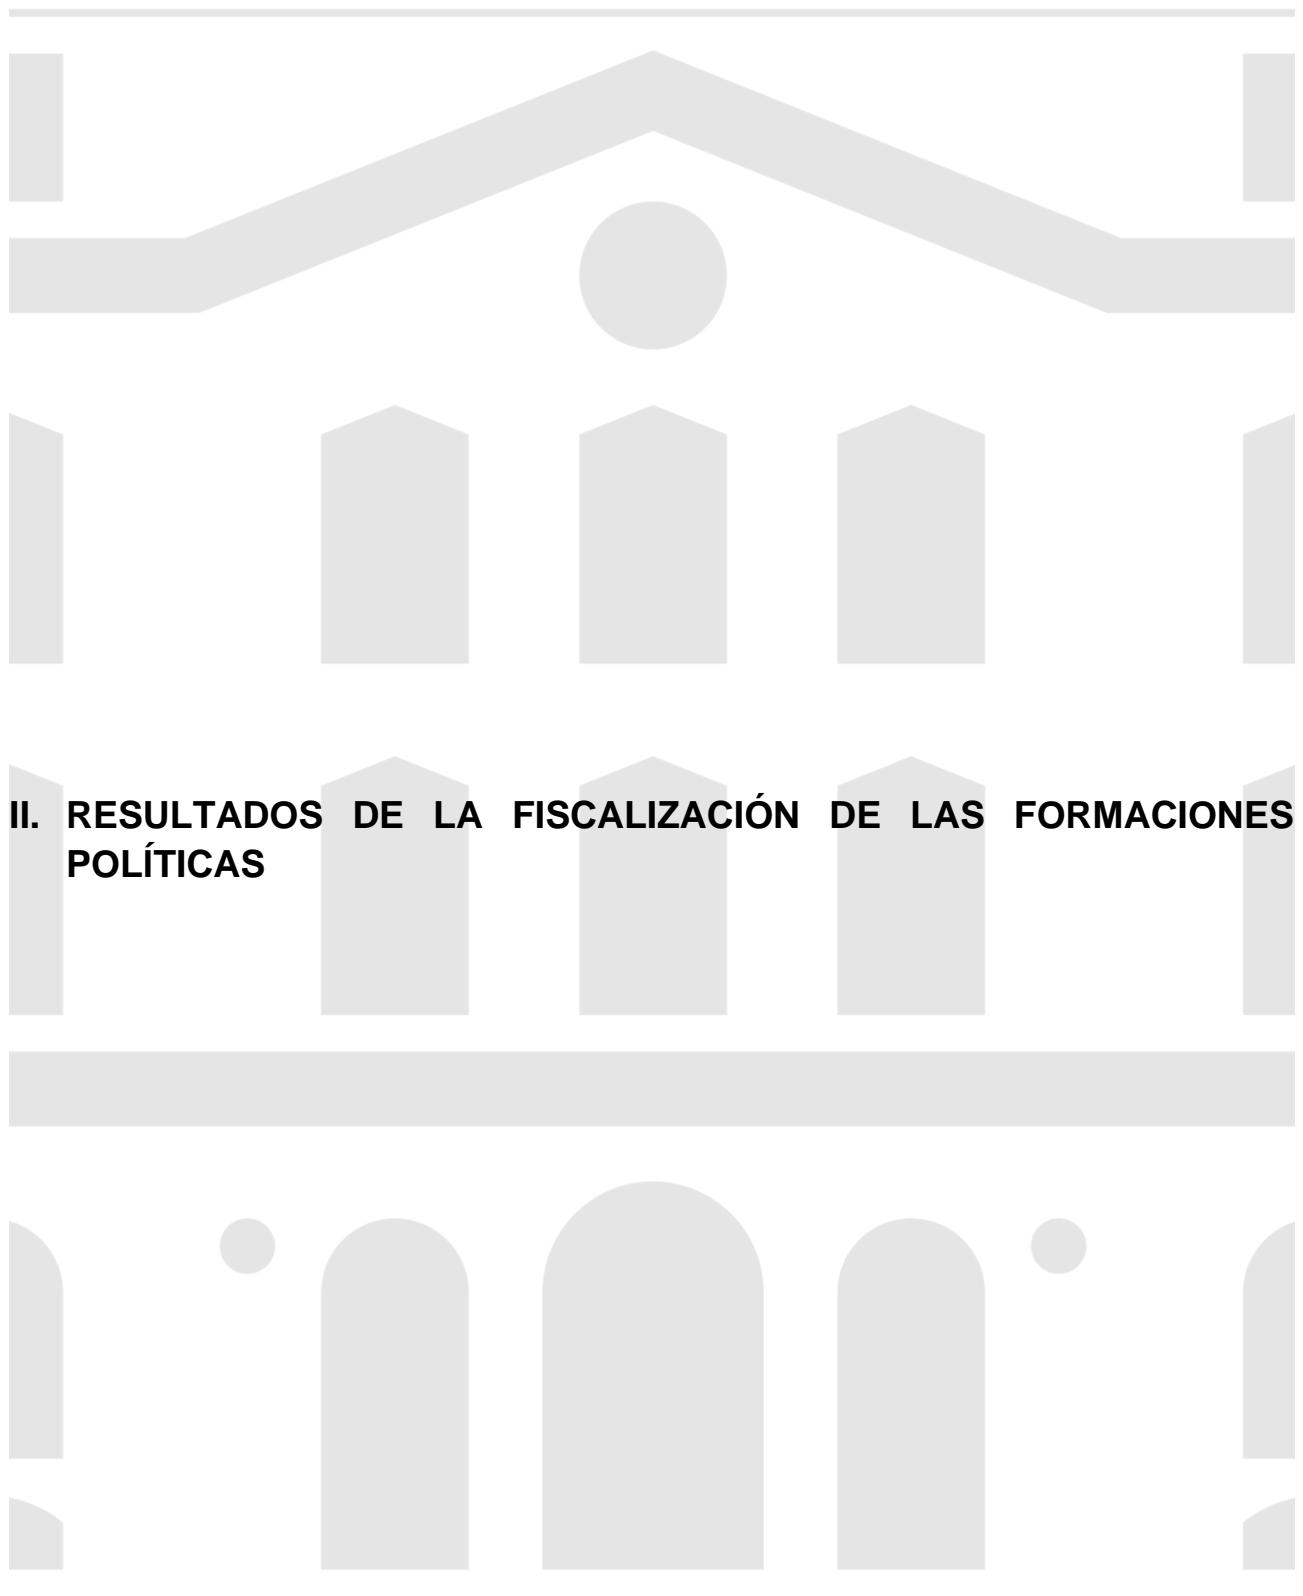 II. RESULTADOS DE LA FISCALIZACIÓN DE LAS FORMACIONES
POLÍTICAS